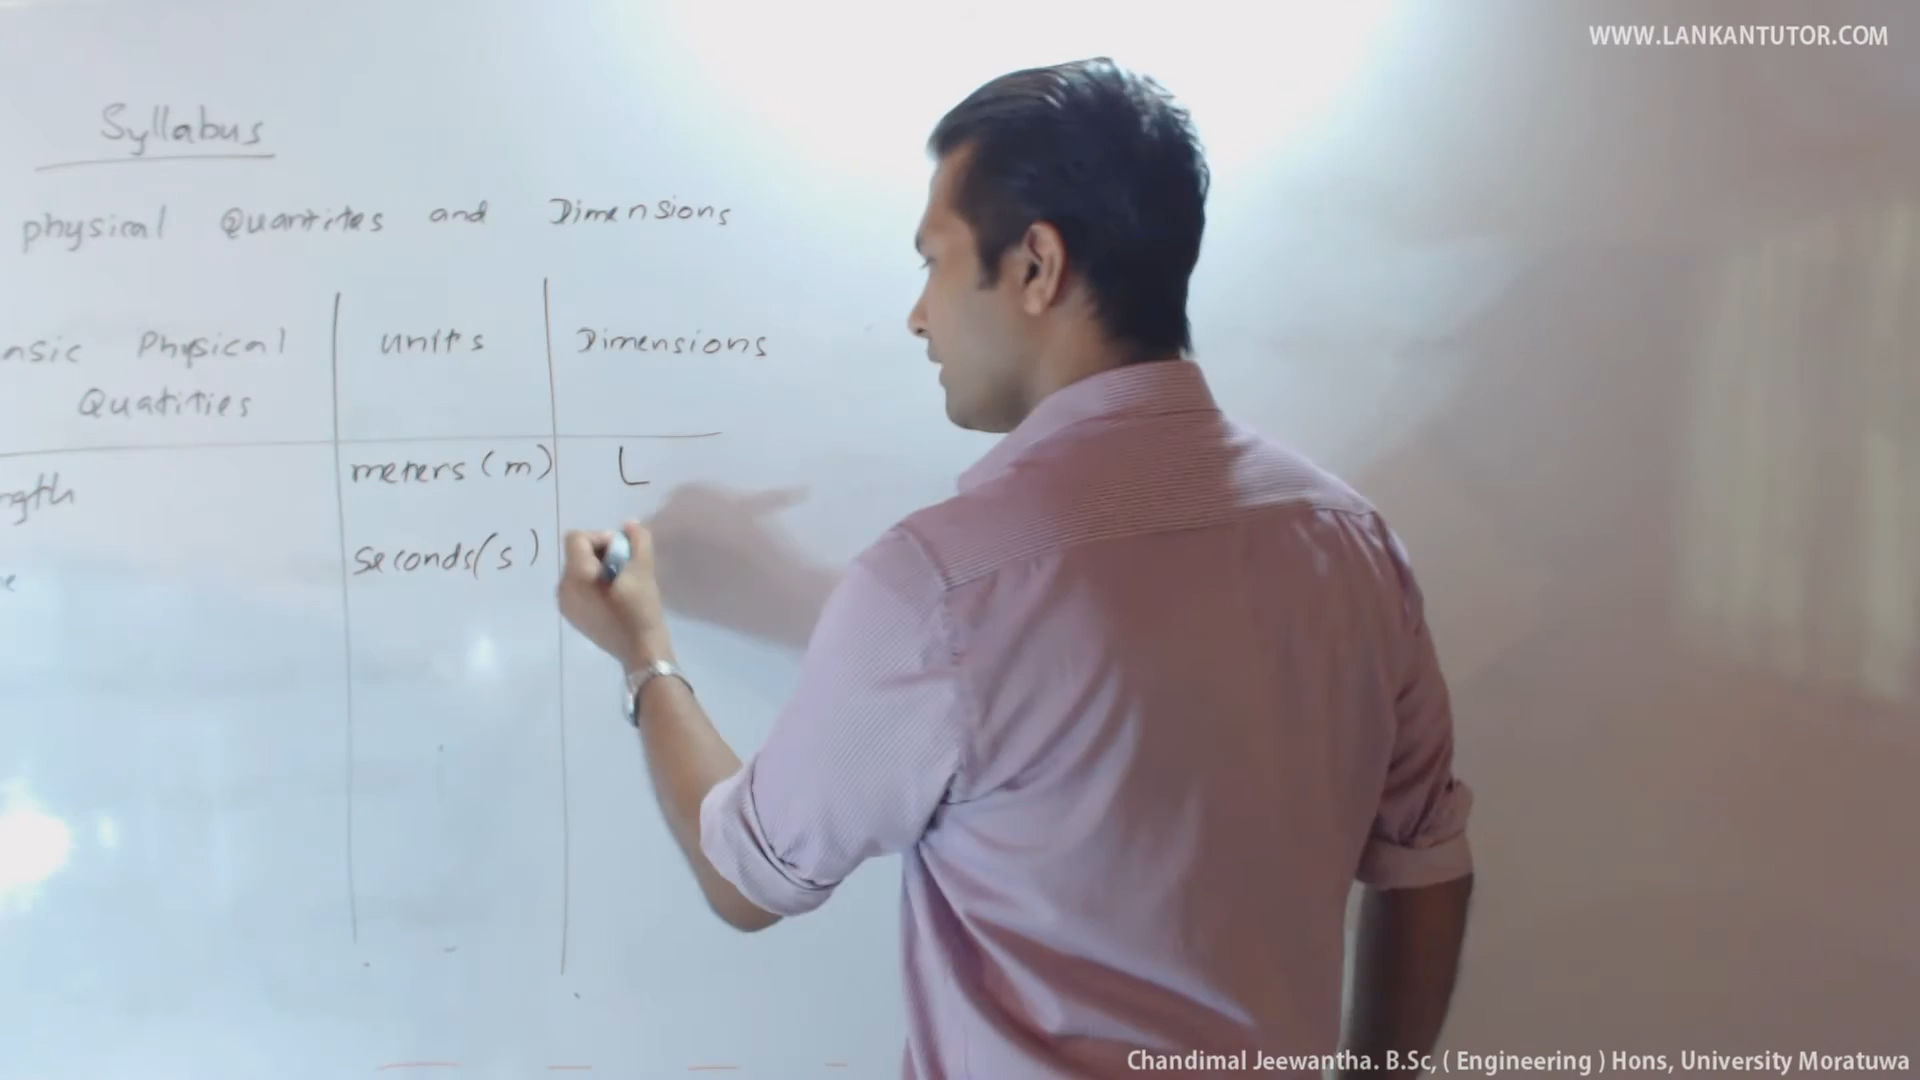 WWW.LANKANTUTOR.COM
Syllabus
physical Quantites and Dimensions
asic Physical Quatities
units
Dimensions
ngth
meters (m)
L
e
seconds (s)
Chandimal Jeewantha. B.Sc, ( Engineering ) Hons, University Moratuwa